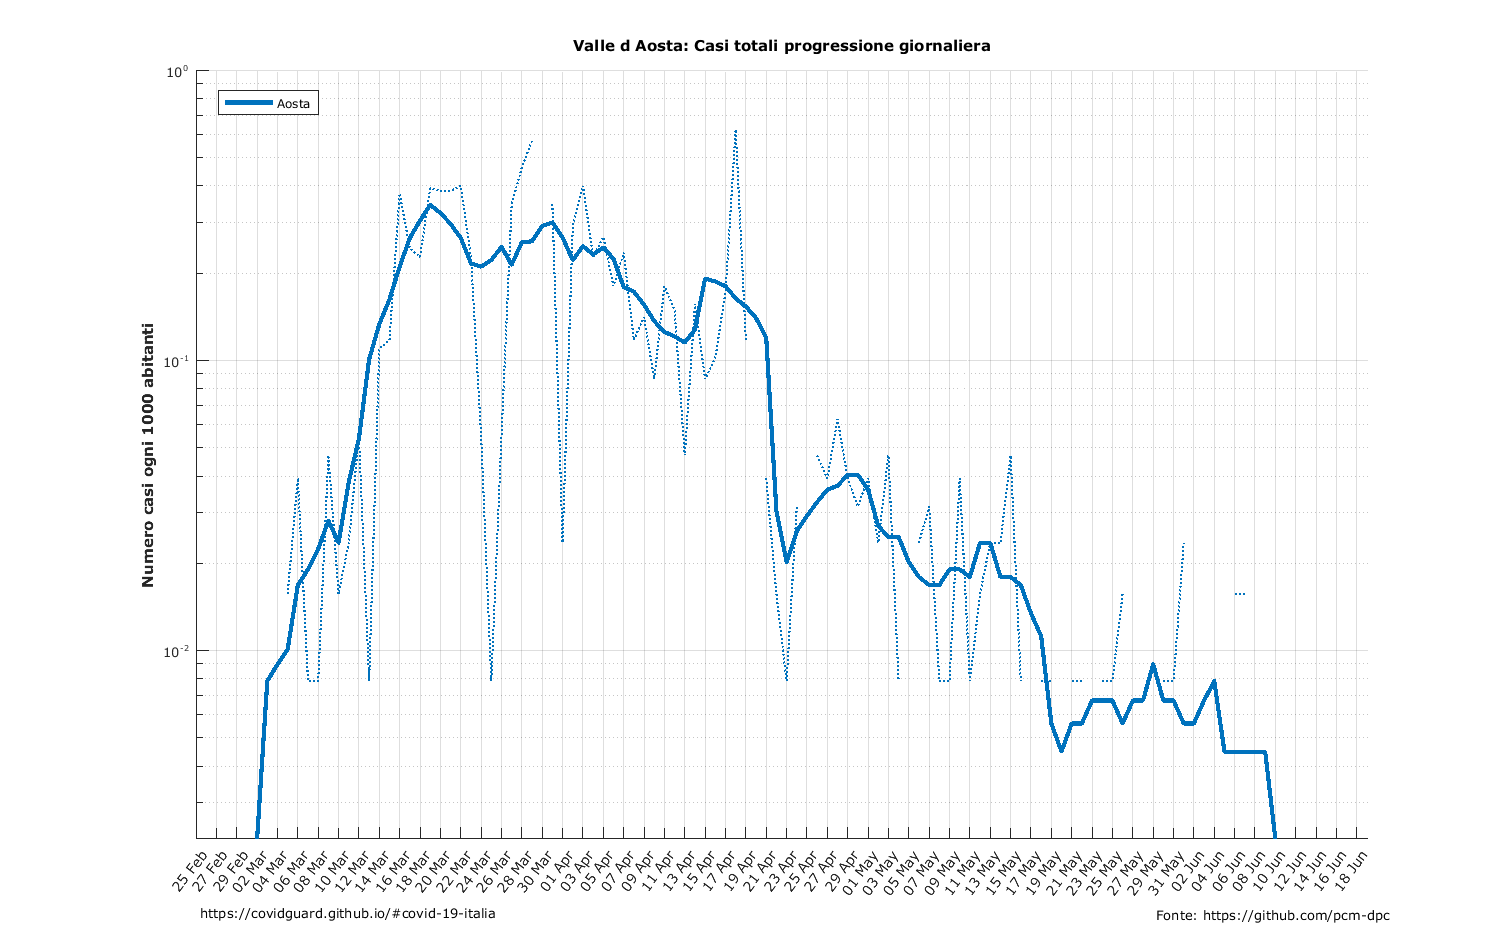 Valle d Aosta: Casi totali progressione giornaliera
Aosta
Numero casi ogni 1000 abitanti
10^0
10^-1
10^-2
25 Feb
27 Feb
29 Feb
02 Mar
04 Mar
06 Mar
08 Mar
10 Mar
12 Mar
14 Mar
16 Mar
18 Mar
20 Mar
22 Mar
24 Mar
26 Mar
28 Mar
30 Mar
01 Apr
03 Apr
05 Apr
07 Apr
09 Apr
11 Apr
13 Apr
15 Apr
17 Apr
19 Apr
21 Apr
23 Apr
25 Apr
27 Apr
29 Apr
01 May
03 May
05 May
07 May
09 May
11 May
13 May
15 May
17 May
19 May
21 May
23 May
25 May
27 May
29 May
31 May
02 Jun
04 Jun
06 Jun
08 Jun
10 Jun
12 Jun
14 Jun
16 Jun
18 Jun
https://covidguard.github.io/#covid-19-italia
Fonte: https://github.com/pcm-dpc